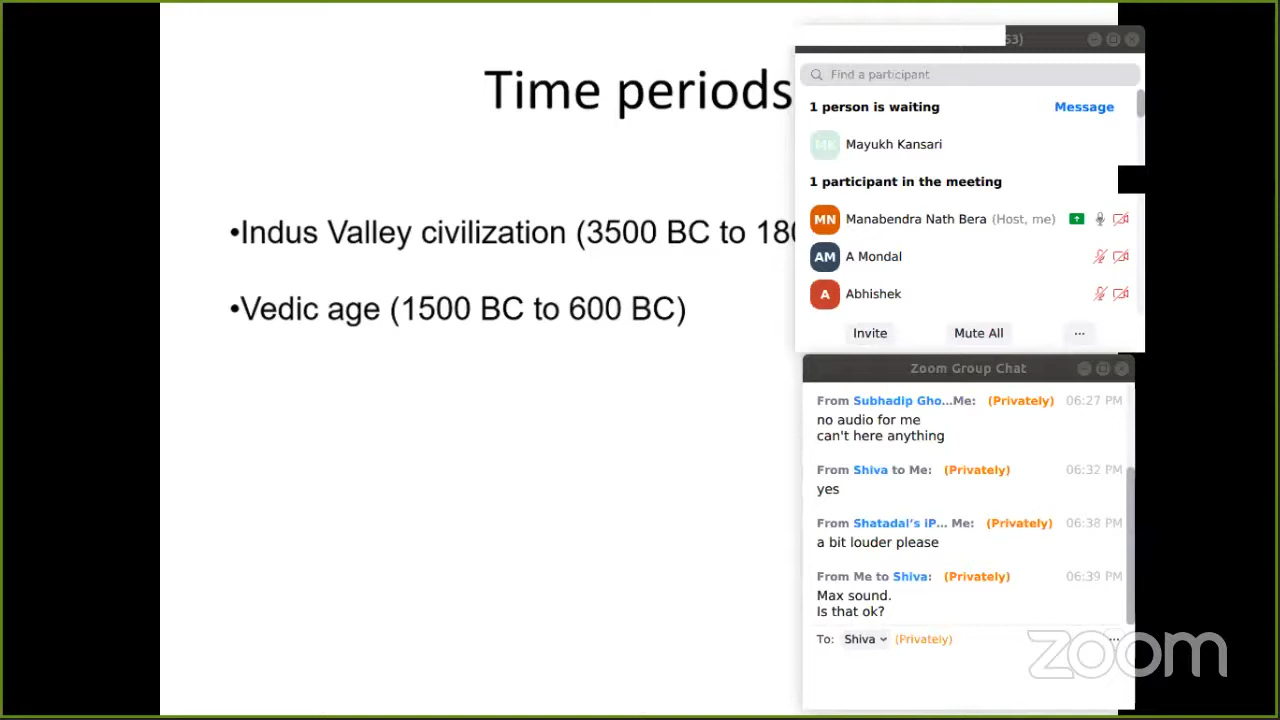 Time periods
•Indus Valley civilization (3500 BC to 180
•Vedic age (1500 BC to 600 BC)
53)
Find a participant
1 person is waiting Message
MK Mayukh Kansari
1 participant in the meeting
MN Manabendra Nath Bera (Host, me)
AM A Mondal
A Abhishek
Invite Mute All ...
Zoom Group Chat
From Subhadip Gho...Me: (Privately) 06:27 PM
no audio for me
can't here anything
From Shiva to Me: (Privately) 06:32 PM
yes
From Shatadal’s iP... Me: (Privately) 06:38 PM
a bit louder please
From Me to Shiva: (Privately) 06:39 PM
Max sound.
Is that ok?
To: Shiva (Privately) ...
zoom